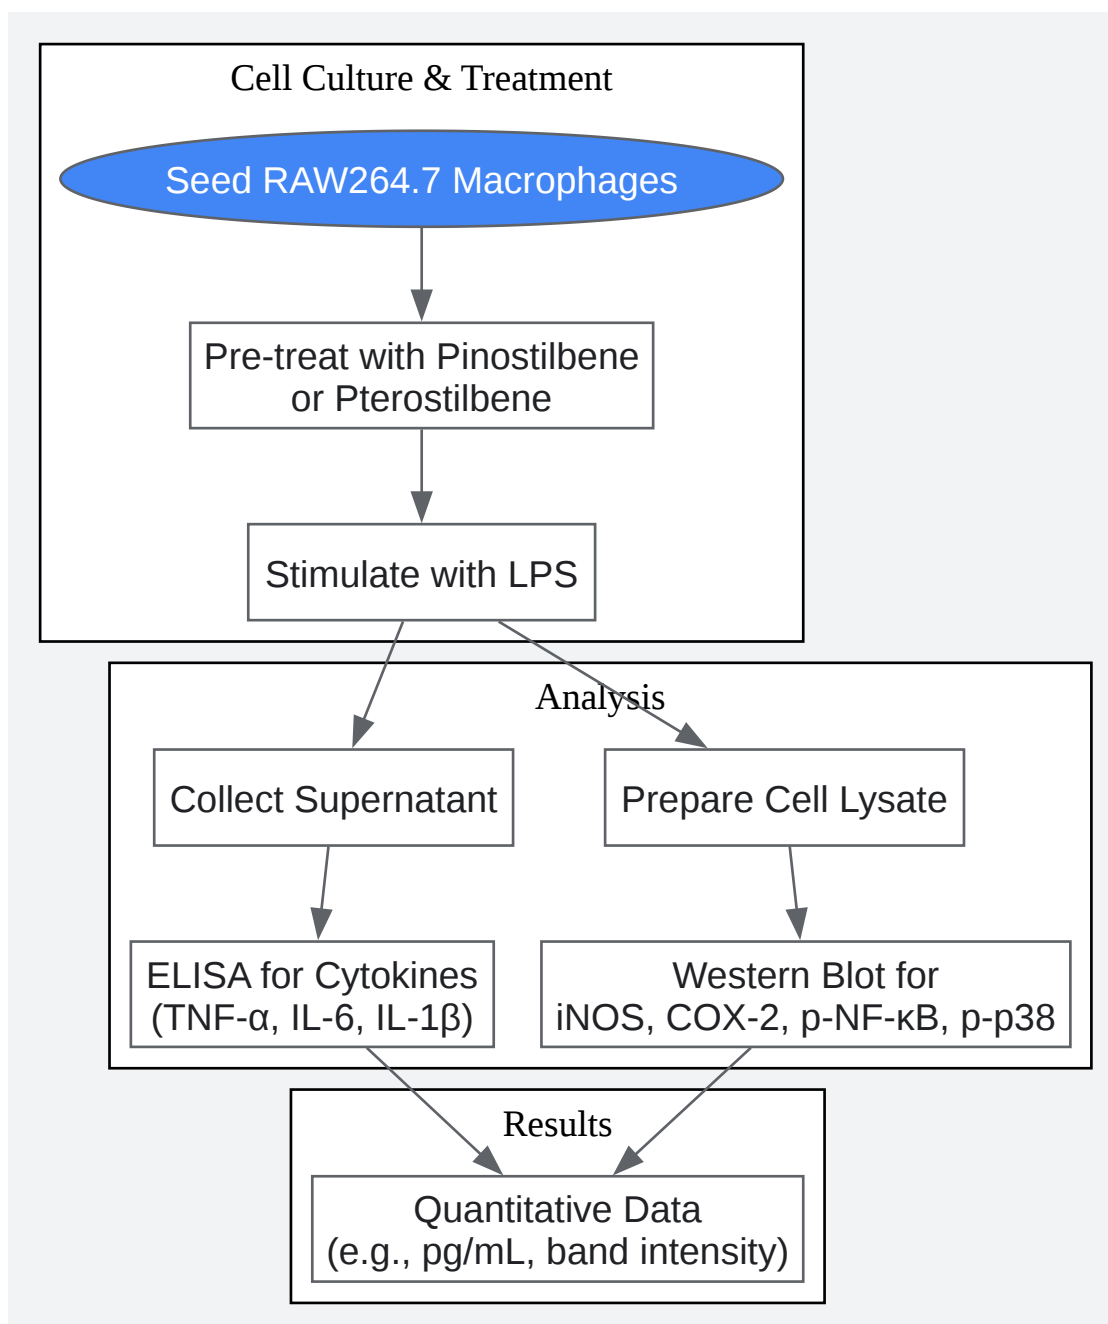 Cell Culture & Treatment
Seed RAW264.7 Macrophages
Pre-treat with Pinostilbene
or Pterostilbene
Stimulate with LPS
Analysis
Collect Supernatant
Prepare Cell Lysate
ELISA for Cytokines
(TNF-α, IL-6, IL-1β)
Western Blot for
iNOS, COX-2, p-NF-κB, p-p38
Results
Quantitative Data
(e.g., pg/mL, band intensity)